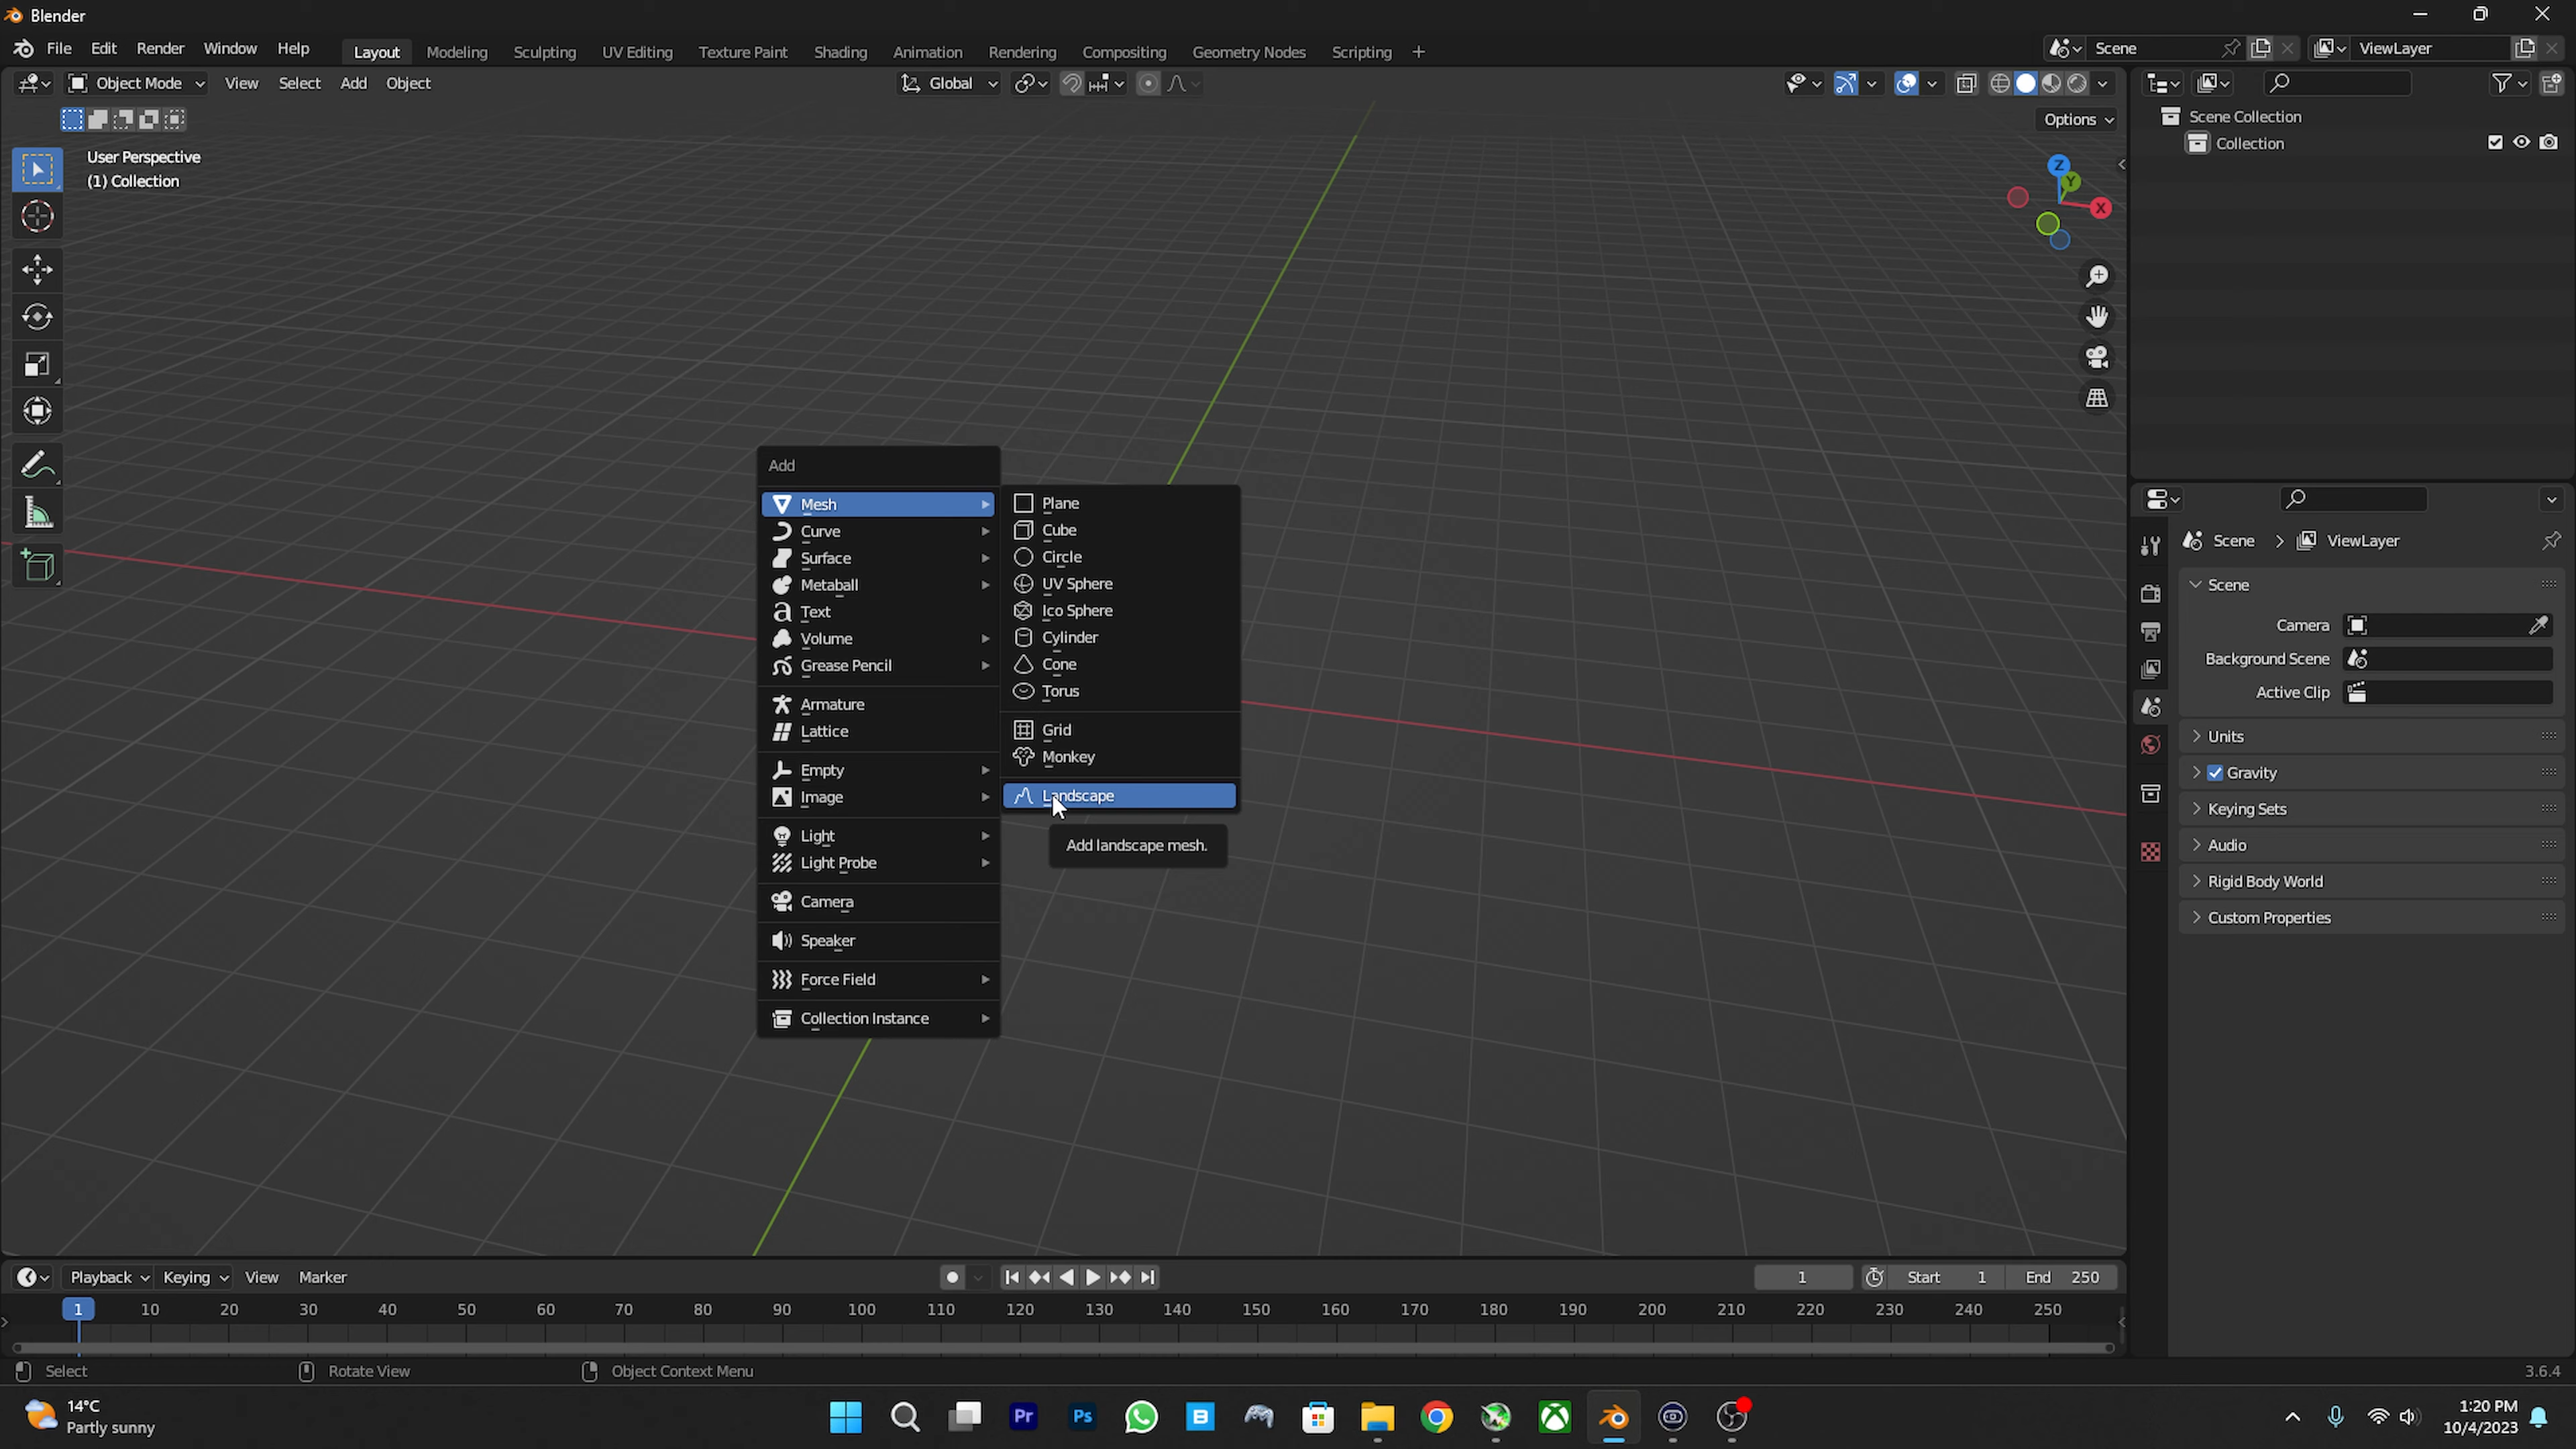 Blender
File Edit Render Window Help Layout Modeling Sculpting UV Editing Texture Paint Shading Animation Rendering Compositing Geometry Nodes Scripting + Scene ViewLayer
Object Mode View Select Add Object Global
Options
User Perspective
(1) Collection
Z
Y
X
Scene Collection
Collection
Add
Mesh
Curve
Surface
Metaball
Text
Volume
Grease Pencil
Armature
Lattice
Empty
Image
Light
Light Probe
Camera
Speaker
Force Field
Collection Instance
Plane
Cube
Circle
UV Sphere
Ico Sphere
Cylinder
Cone
Torus
Grid
Monkey
Landscape
Add landscape mesh.
Scene > ViewLayer
Scene
Camera
Background Scene
Active Clip
Units
Gravity
Keying Sets
Audio
Rigid Body World
Custom Properties
Playback Keying View Marker 1 Start 1 End 250
1 10 20 30 40 50 60 70 80 90 100 110 120 130 140 150 160 170 180 190 200 210 220 230 240 250
Select Rotate View Object Context Menu 3.6.4
14°C
Partly sunny
Pr
Ps
B
1:20 PM
10/4/2023